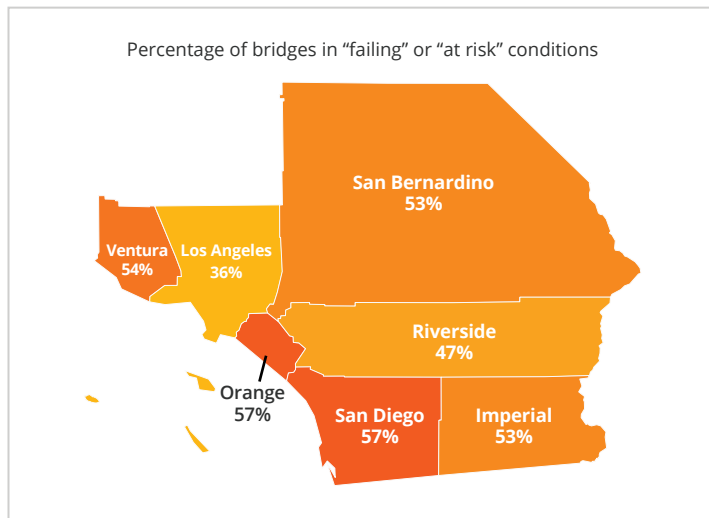 Percentage of bridges in “failing” or “at risk” conditions
San Bernardino
53%
Ventura
54%
Los Angeles
36%
Riverside
47%
Orange
57%
San Diego
57%
Imperial
53%